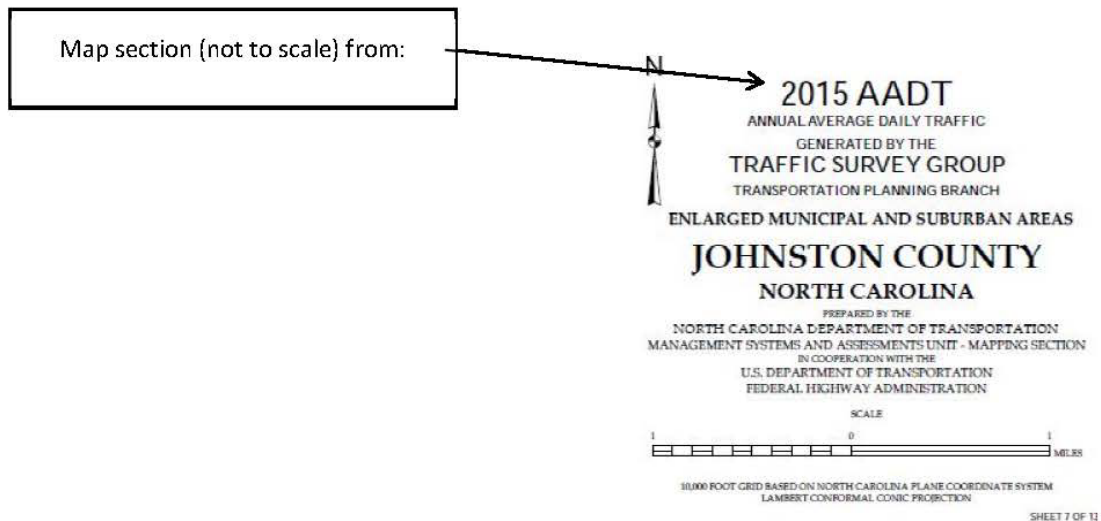 Map section (not to scale) from:
N
2015 AADT
ANNUAL AVERAGE DAILY TRAFFIC
GENERATED BY THE
TRAFFIC SURVEY GROUP
TRANSPORTATION PLANNING BRANCH
ENLARGED MUNICIPAL AND SUBURBAN AREAS
JOHNSTON COUNTY
NORTH CAROLINA
PREPARED BY THE
NORTH CAROLINA DEPARTMENT OF TRANSPORTATION
MANAGEMENT SYSTEMS AND ASSESSMENTS UNIT - MAPPING SECTION
IN COOPERATION WITH THE
U.S. DEPARTMENT OF TRANSPORTATION
FEDERAL HIGHWAY ADMINISTRATION
SCALE
1 0 1
MILES
10,000 FOOT GRID BASED ON NORTH CAROLINA PLANE COORDINATE SYSTEM
LAMBERT CONFORMAL CONIC PROJECTION
SHEET 7 OF 13